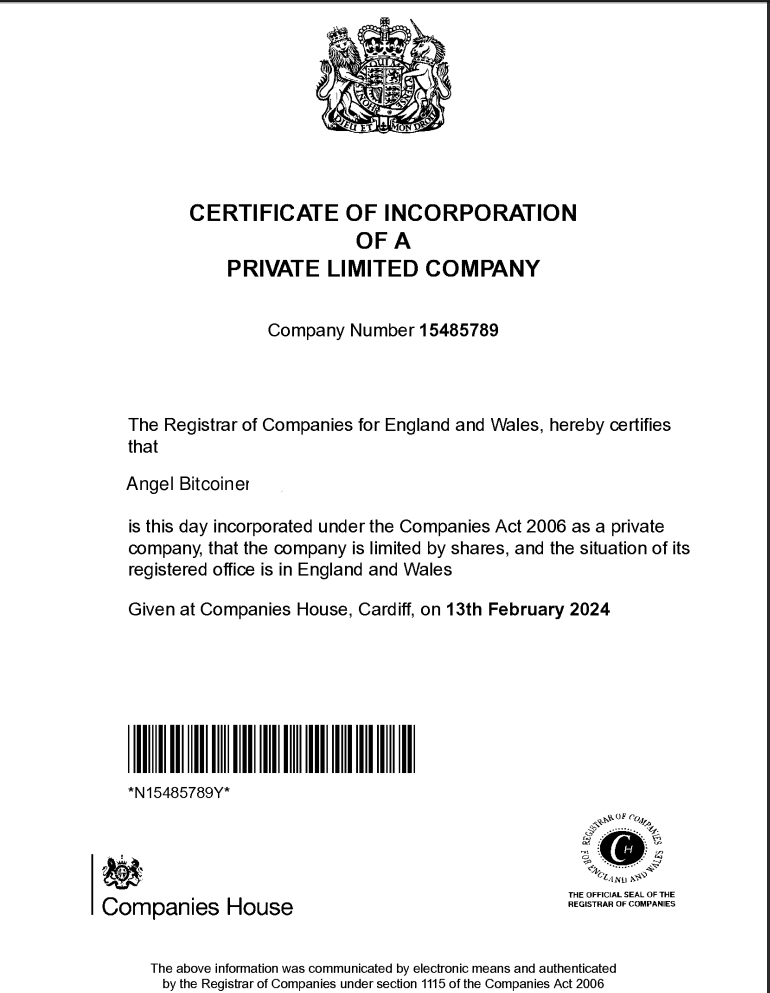 DIEU ET MON DROIT
CERTIFICATE OF INCORPORATION
OF A
PRIVATE LIMITED COMPANY
Company Number 15485789
The Registrar of Companies for England and Wales, hereby certifies
that
Angel Bitcoiner
is this day incorporated under the Companies Act 2006 as a private
company, that the company is limited by shares, and the situation of its
registered office is in England and Wales
Given at Companies House, Cardiff, on 13th February 2024
*N15485789Y*
REGISTRAR OF COMPANIES
FOR ENGLAND AND WALES
CH
THE OFFICIAL SEAL OF THE
REGISTRAR OF COMPANIES
Companies House
The above information was communicated by electronic means and authenticated
by the Registrar of Companies under section 1115 of the Companies Act 2006